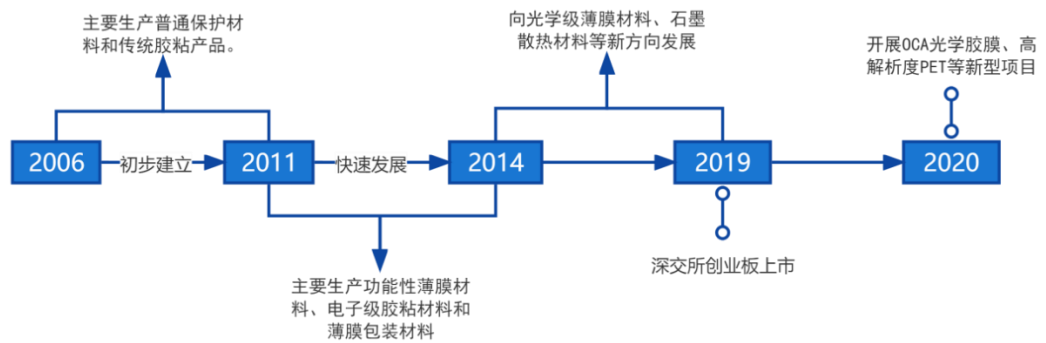 主要生产普通保护材
料和传统胶粘产品。
向光学级薄膜材料、石墨
散热材料等新方向发展
开展OCA光学胶膜、高
解析度PET等新型项目
2006
初步建立
2011
快速发展
2014
2019
2020
深交所创业板上市
主要生产功能性薄膜材
料、电子级胶粘材料和
薄膜包装材料